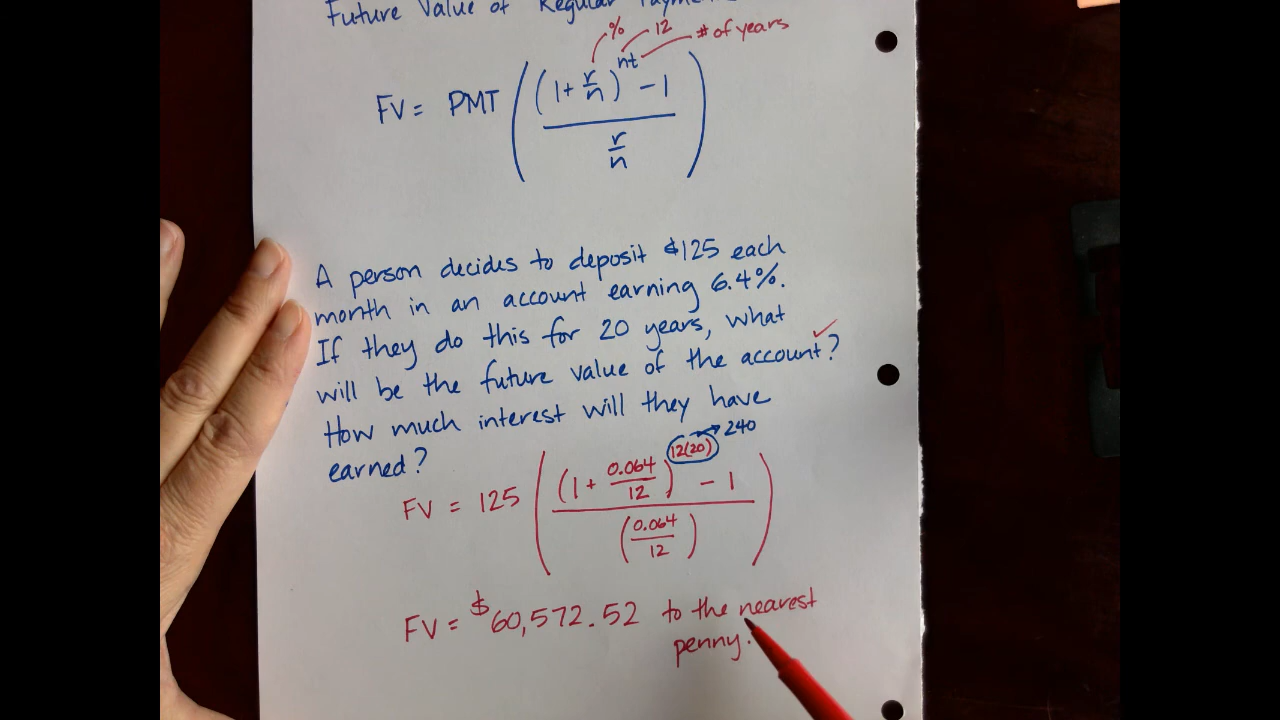 Future Value of Regular
% 12 # of years
FV = PMT (((1 + r/n)^nt - 1) / (r/n))
A person decides to deposit $125 each
month in an account earning 6.4%.
If they do this for 20 years, what
will be the future value of the account?
How much interest will they have
earned?
240
FV = 125 (((1 + 0.064/12)^12(20) - 1) / (0.064/12))
FV = $60,572.52 to the nearest
penny.